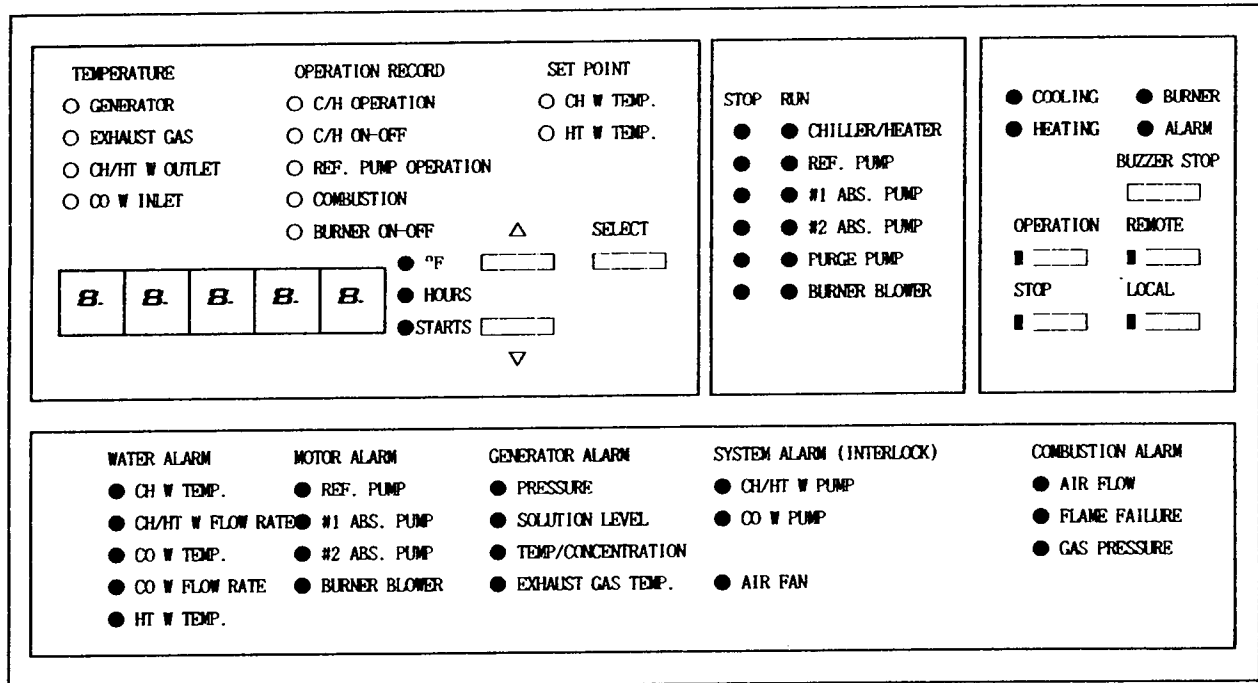 TEMPERATURE
GENERATOR
EXHAUST GAS
CH/HT W OUTLET
CO W INLET
OPERATION RECORD
C/H OPERATION
C/H ON-OFF
REF. PUMP OPERATION
COMBUSTION
BURNER ON-OFF
SET POINT
CH W TEMP.
HT W TEMP.
△ SELECT
°F
HOURS
STARTS
▽
8. 8. 8. 8. 8.
STOP RUN
CHILLER/HEATER
REF. PUMP
#1 ABS. PUMP
#2 ABS. PUMP
PURGE PUMP
BURNER BLOWER
COOLING BURNER
HEATING ALARM
BUZZER STOP
OPERATION REMOTE
STOP LOCAL
WATER ALARM
CH W TEMP.
CH/HT W FLOW RATE
CO W TEMP.
CO W FLOW RATE
HT W TEMP.
MOTOR ALARM
REF. PUMP
#1 ABS. PUMP
#2 ABS. PUMP
BURNER BLOWER
GENERATOR ALARM
PRESSURE
SOLUTION LEVEL
TEMP/CONCENTRATION
EXHAUST GAS TEMP.
SYSTEM ALARM (INTERLOCK)
CH/HT W PUMP
CO W PUMP
AIR FAN
COMBUSTION ALARM
AIR FLOW
FLAME FAILURE
GAS PRESSURE